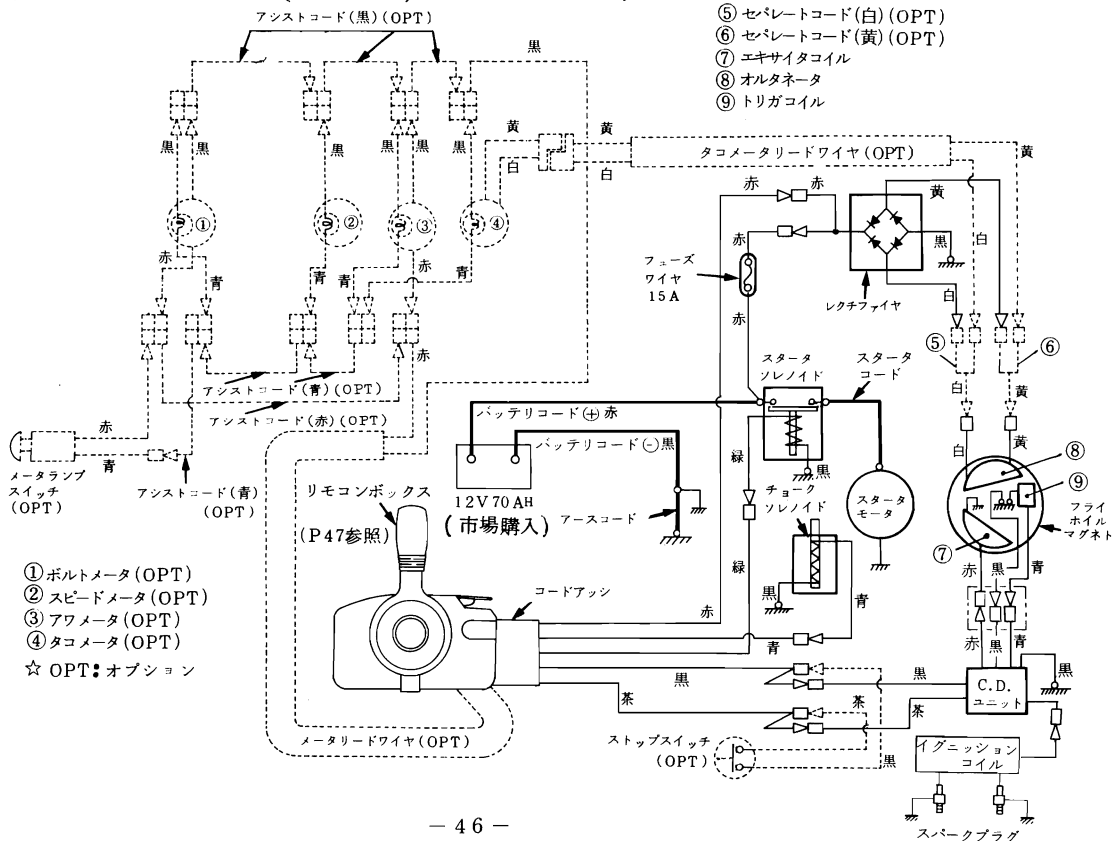 アシストコード(黒)(OPT)
⑤ セパレートコード(白)(OPT)
⑥ セパレートコード(黄)(OPT)
⑦ エキサイタコイル
⑧ オルタネータ
⑨ トリガコイル
黒
黒
黒
黒
黒
黒
黒
黄
白
黄
白
タコメータリードワイヤ(OPT)
黄
白
①
②
③
④
赤
赤
赤
黄
黒
白
フューズ
ワイヤ
15A
レクチファイヤ
赤
青
青
青
赤
青
赤
赤
アシストコード(青)(OPT)
アシストコード(赤)(OPT)
⑤
⑥
白
黄
スタータ
ソレノイド
スタータ
コード
赤
青
メータランプ
スイッチ
(OPT)
アシストコード(青)
(OPT)
バッテリコード⊕赤
バッテリコード⊖黒
12V70AH
(市場購入)
アースコード
緑
黒
チョーク
ソレノイド
スタータ
モータ
白
黄
⑧
⑨
フライ
ホイル
マグネト
⑦
リモコンボックス
(P47参照)
コードアッシ
緑
黒
青
赤
青
赤
黒
青
赤
黒
青
①ボルトメータ(OPT)
②スピードメータ(OPT)
③アワメータ(OPT)
④タコメータ(OPT)
☆ OPT:オプション
黒
茶
茶
黒
茶
黒
C.D.
ユニット
黒
メータリードワイヤ(OPT)
ストップスイッチ
(OPT)
イグニッション
コイル
スパークプラグ
－46－